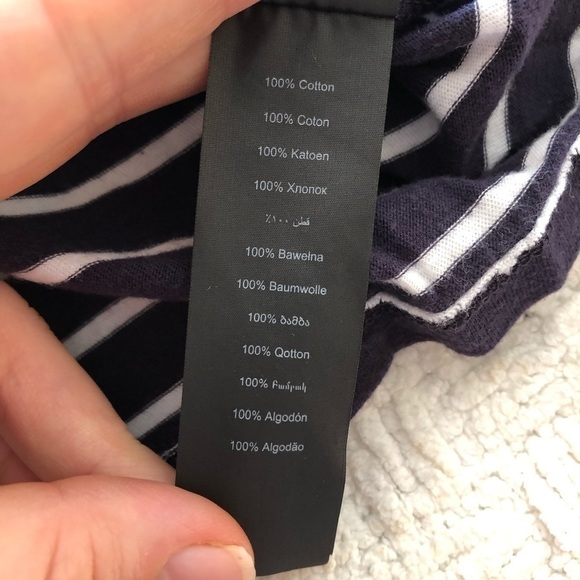 100% Cotton
100% Coton
100% Katoen
100% Хлопок
قطن ١٠٠٪
100% Bawełna
100% Baumwolle
100% ბამბა
100% Qotton
100% Բամբակ
100% Algodón
100% Algodão